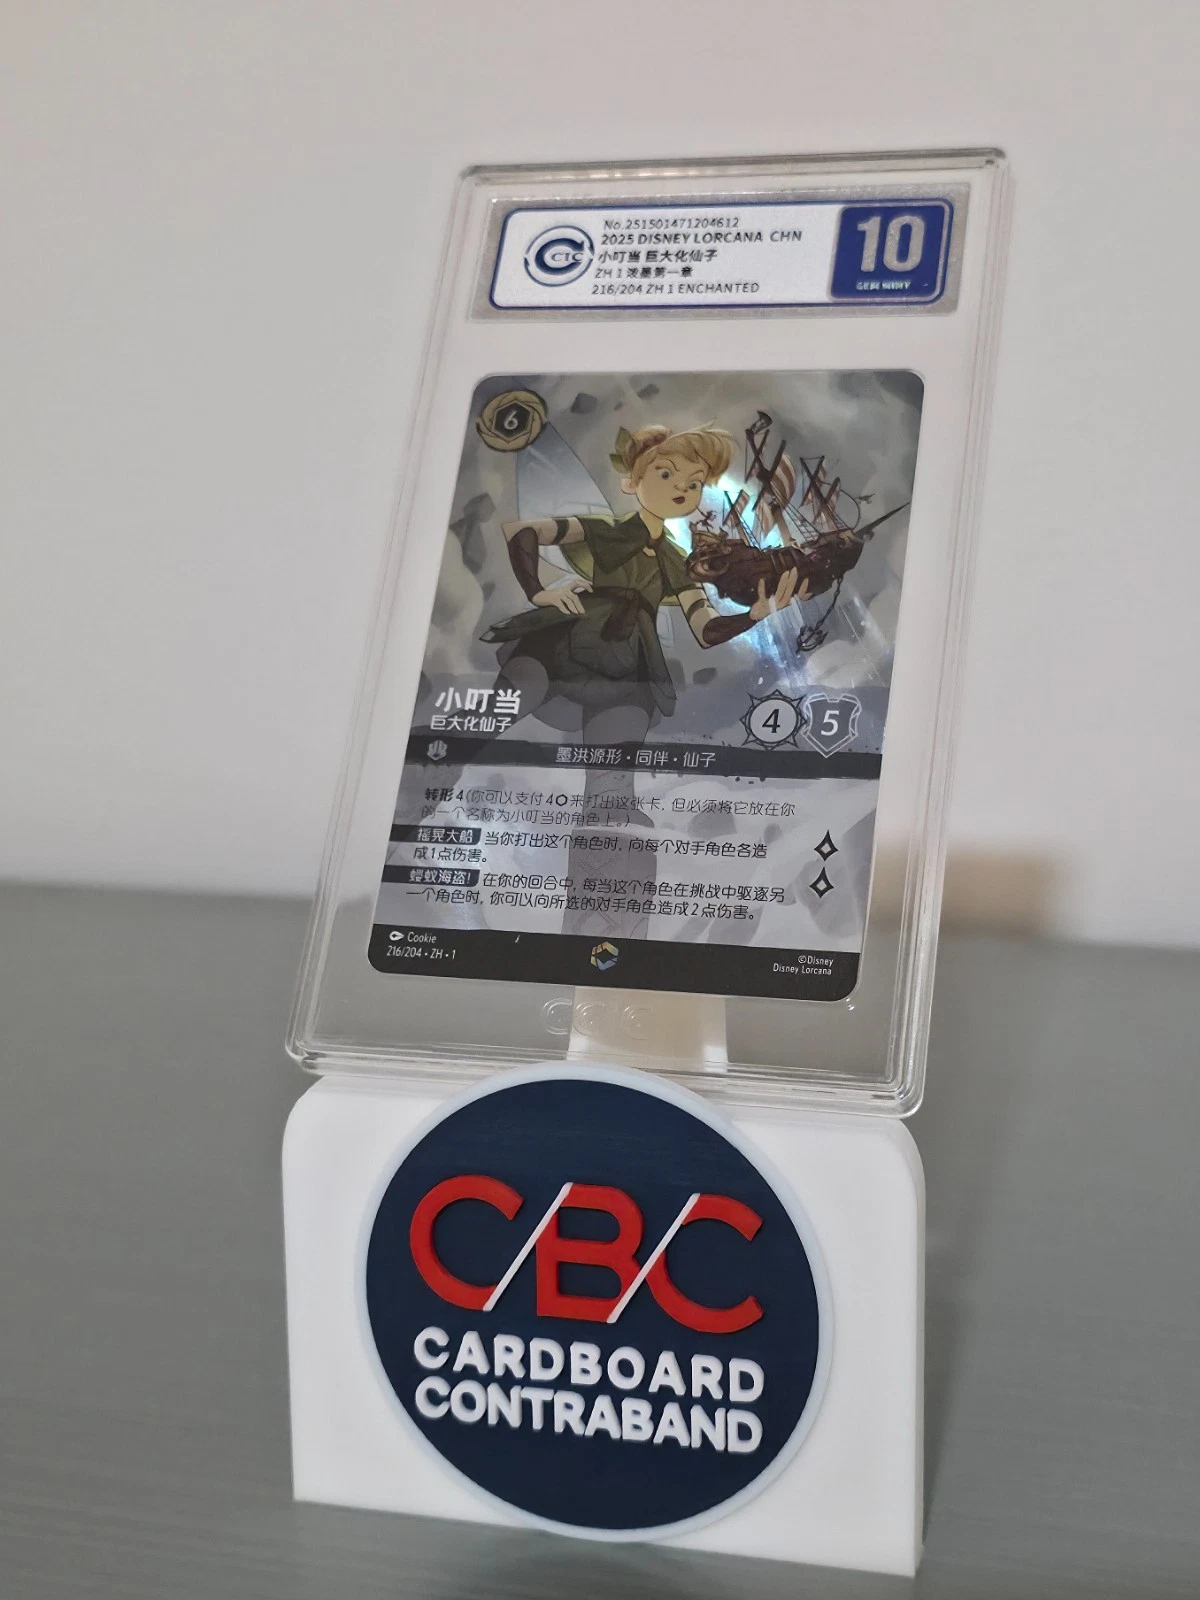 No.251501471204612
2025 DISNEY LORCANA CHN
小叮当 巨大化仙子
ZH 1 泼墨第一章
216/204 ZH 1 ENCHANTED
CTC
10
GEM MINT
6
小叮当
巨大化仙子
4
5
墨洪源形・同伴・仙子
转形 4(你可以支付4⬡来打出这张卡, 但必须将它放在你
的一个名称为小叮当的角色上。)
摇晃大船 当你打出这个角色时, 向每个对手角色各造
成1点伤害。
蝼蚁海盗! 在你的回合中, 每当这个角色在挑战中驱逐另
一个角色时, 你可以向所选的对手角色造成2点伤害。
Cookie
216/204・ZH・1
©Disney
Disney Lorcana
CBC
CARDBOARD
CONTRABAND